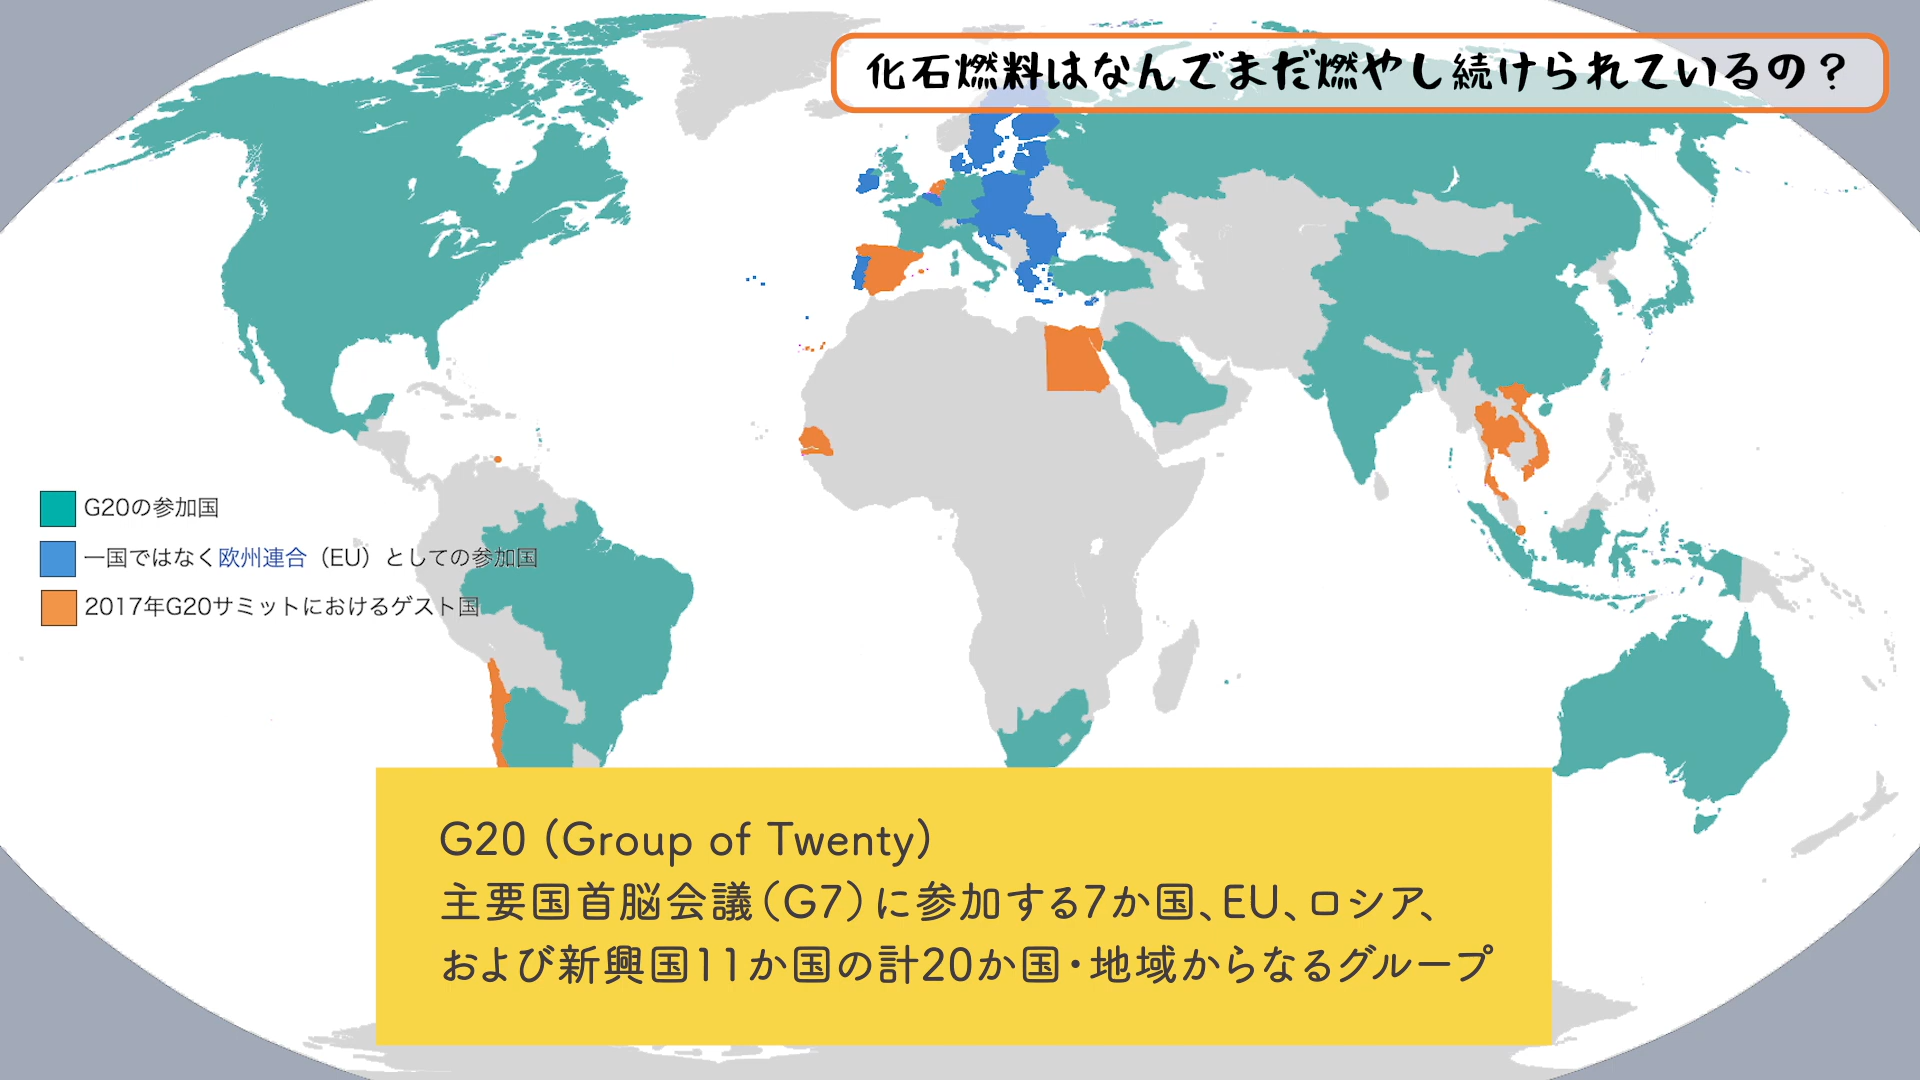 化石燃料はなんでまだ燃やし続けられているの？
G20の参加国
一国ではなく欧州連合（EU）としての参加国
2017年G20サミットにおけるゲスト国
G20 (Group of Twenty)
主要国首脳会議（G7）に参加する7か国、EU、ロシア、
および新興国11か国の計20か国・地域からなるグループ